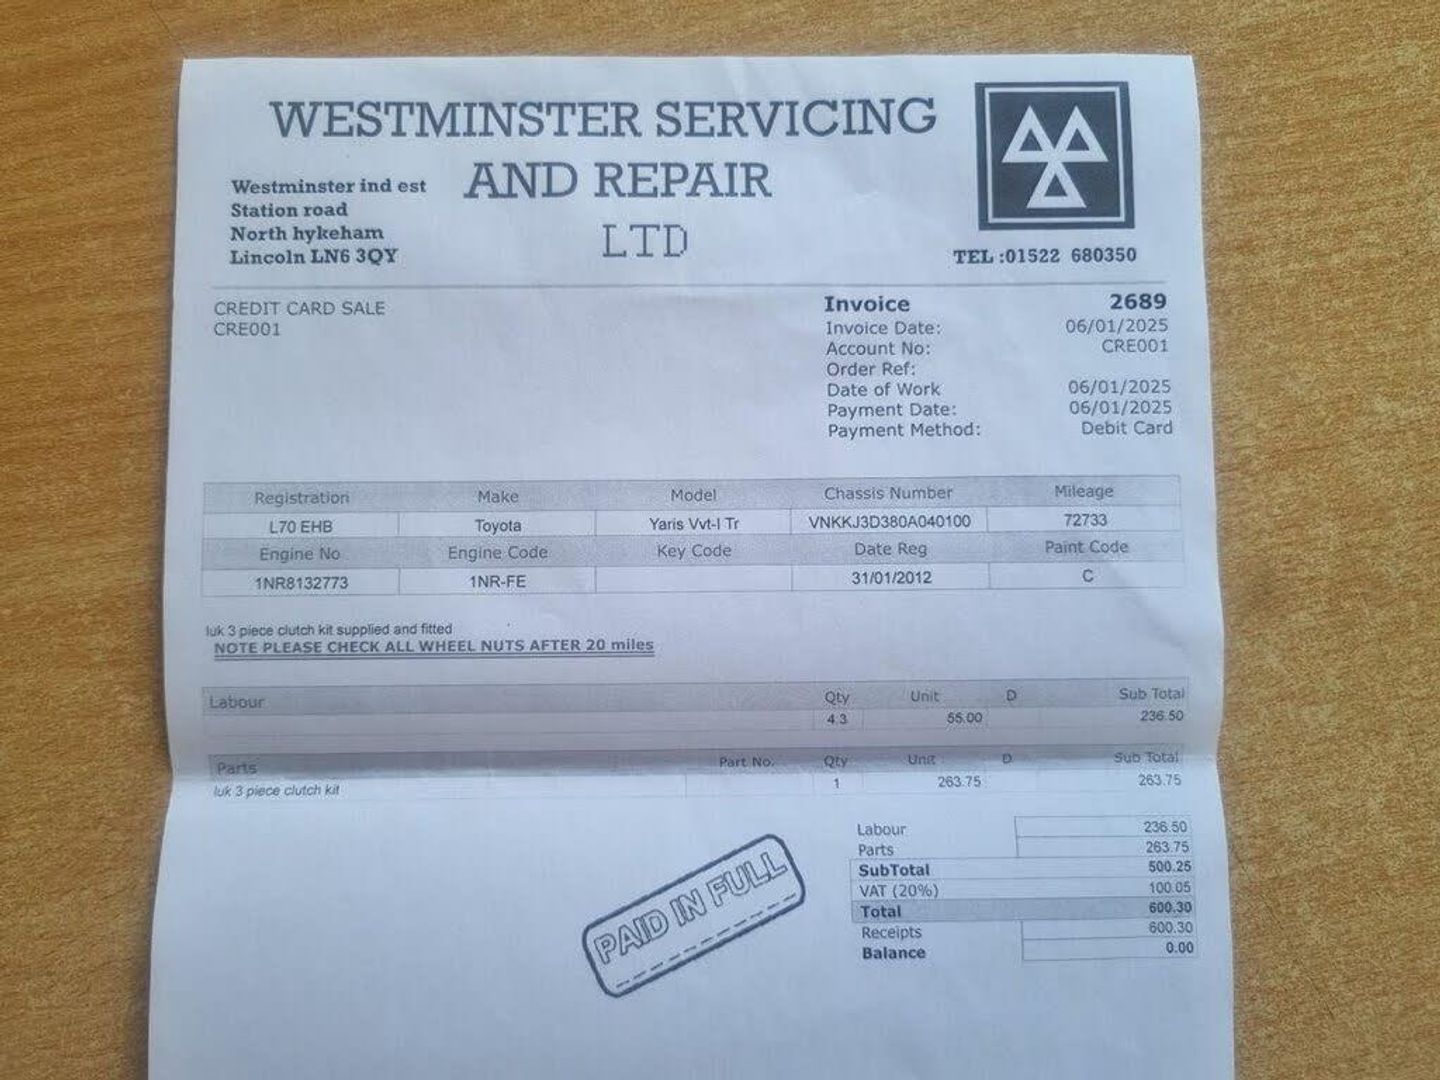 WESTMINSTER SERVICING
AND REPAIR
LTD
Westminster ind est
Station road
North hykeham
Lincoln LN6 3QY
TEL :01522 680350
CREDIT CARD SALE
CRE001
Invoice 2689
Invoice Date: 06/01/2025
Account No: CRE001
Order Ref:
Date of Work 06/01/2025
Payment Date: 06/01/2025
Payment Method: Debit Card
Registration Make Model Chassis Number Mileage
L70 EHB Toyota Yaris Vvt-I Tr VNKKJ3D380A040100 72733
Engine No Engine Code Key Code Date Reg Paint Code
1NR8132773 1NR-FE 31/01/2012 C
luk 3 piece clutch kit supplied and fitted
NOTE PLEASE CHECK ALL WHEEL NUTS AFTER 20 miles
Labour Qty Unit D Sub Total
4.3 55.00 236.50
Parts Part No. Qty Unit D Sub Total
luk 3 piece clutch kit 1 263.75 263.75
Labour 236.50
Parts 263.75
SubTotal 500.25
VAT (20%) 100.05
Total 600.30
Receipts 600.30
Balance 0.00
PAID IN FULL